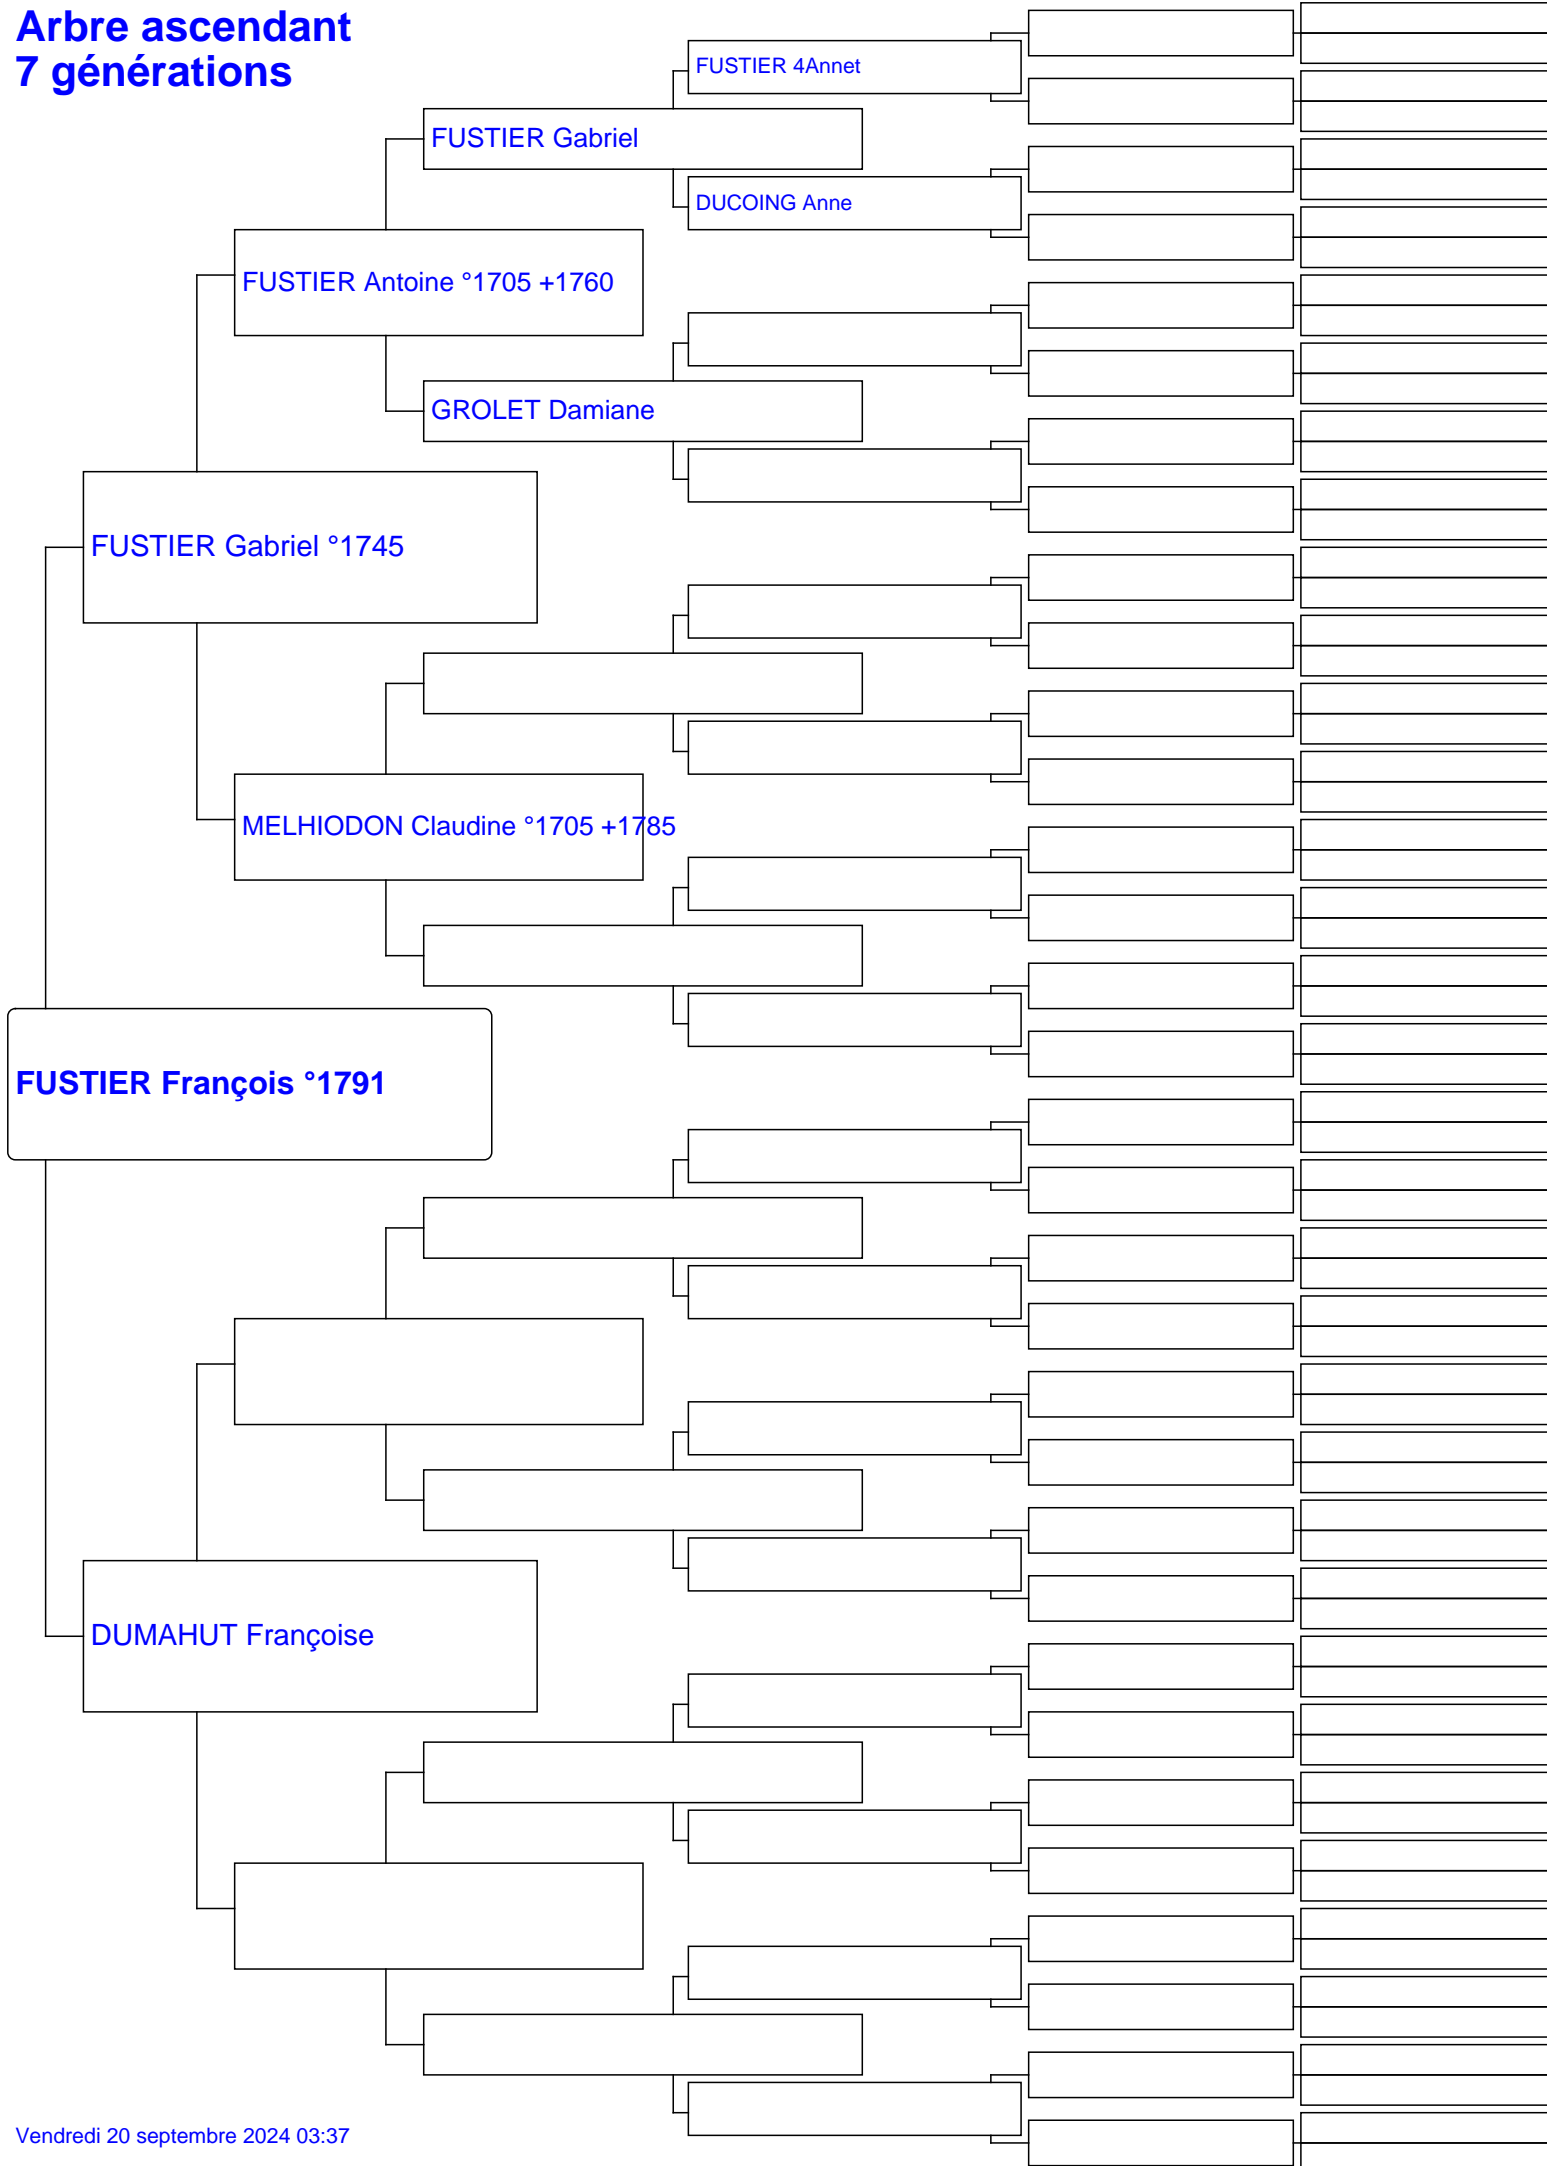 Arbre ascendant
7 générations
FUSTIER 4Annet
FUSTIER Gabriel
DUCOING Anne
FUSTIER Antoine °1705 +1760
GROLET Damiane
FUSTIER Gabriel °1745
MELHIODON Claudine °1705 +1785
FUSTIER François °1791
DUMAHUT Françoise
Vendredi 20 septembre 2024 03:37